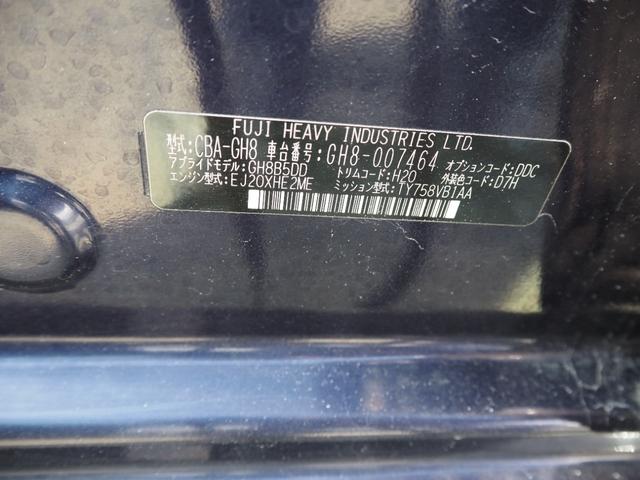 FUJI HEAVY INDUSTRIES LTD.
型式:CBA-GH8 車台番号:GH8-007464 オプションコード:DDC
アプライドモデル:GH8B5DD トリムコード:H20 外装色コード:D7H
エンジン型式:EJ20XHE2ME ミッション型式:TY758VB1AA